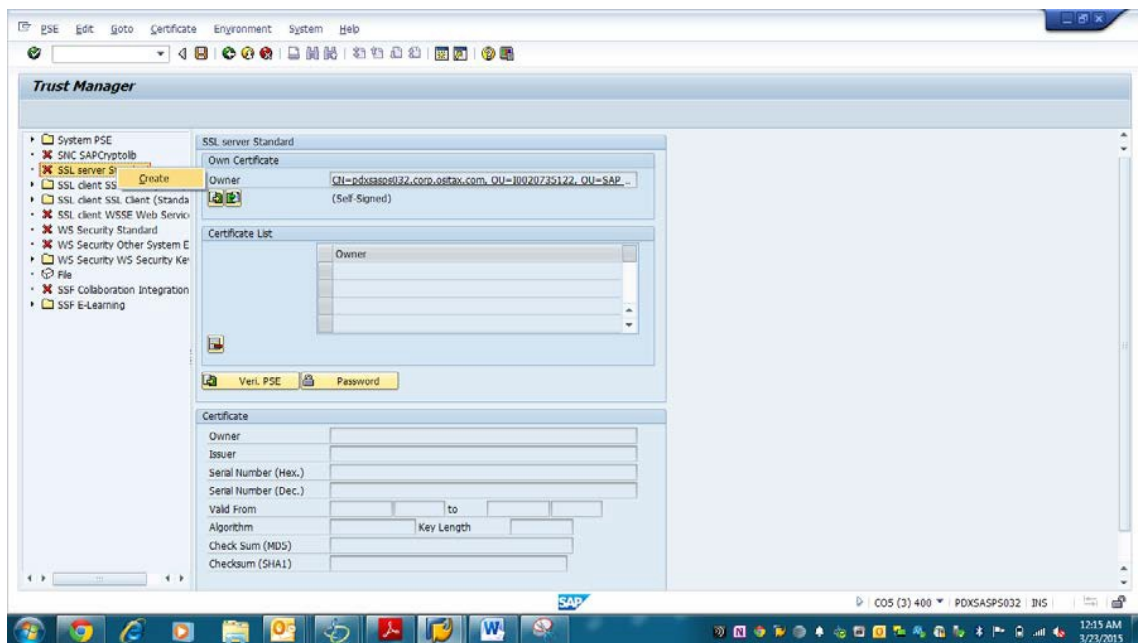 PSE Edit Goto Certificate Environment System Help
Trust Manager
System PSE
SNC SAPCryptolib
SSL server
Create
SSL client SS
SSL client SSL Client (Standa
SSL client WSSE Web Servic
WS Security Standard
WS Security Other System E
WS Security WS Security Ke
File
SSF Collaboration Integration
SSF E-Learning
SSL server Standard
Own Certificate
Owner
CN=pdxsasps032.corp.ositax.com, OU=I0020735122, OU=SAP ..
(Self-Signed)
Certificate List
Owner
Veri. PSE
Password
Certificate
Owner
Issuer
Serial Number (Hex.)
Serial Number (Dec.)
Valid From to
Algorithm Key Length
Check Sum (MD5)
Checksum (SHA1)
SAP
CO5 (3) 400 PDXSASPS032 INS
12:15 AM
3/23/2015